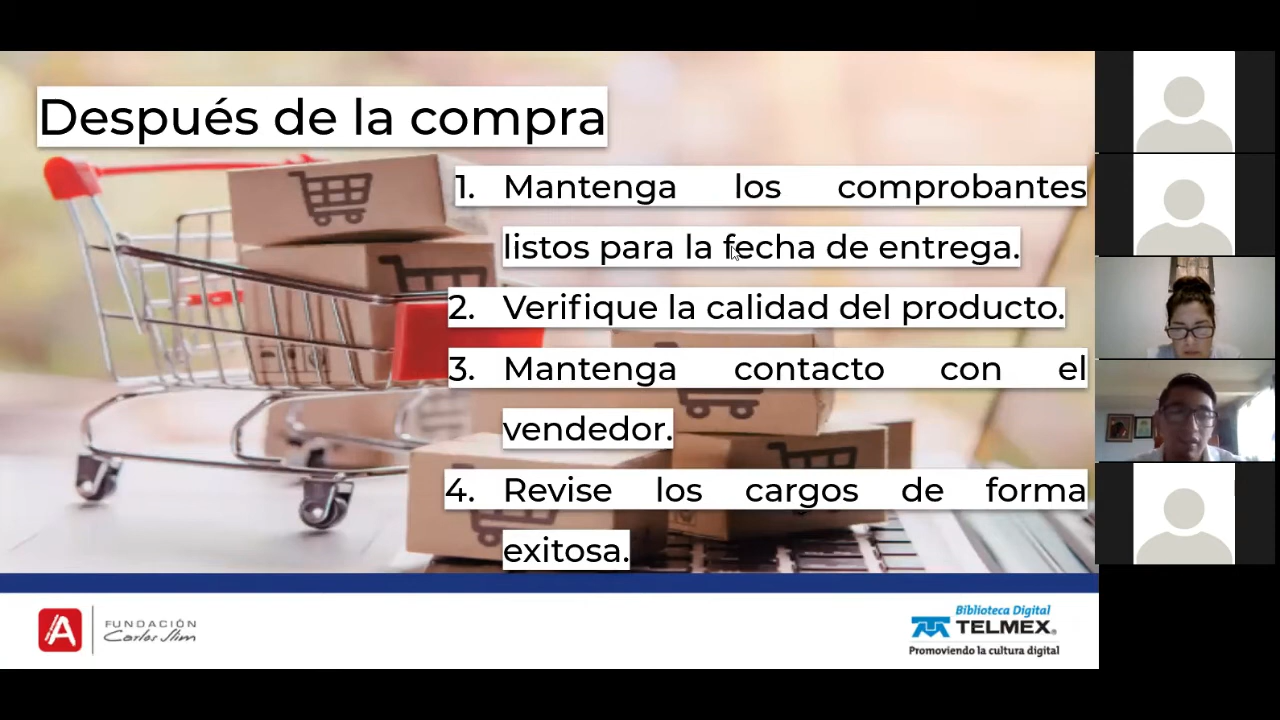 Después de la compra
1. Mantenga los comprobantes
listos para la fecha de entrega.
2. Verifique la calidad del producto.
3. Mantenga contacto con el
vendedor.
4. Revise los cargos de forma
exitosa.
FUNDACIÓN
Carlos Slim
Biblioteca Digital
TELMEX®
Promoviendo la cultura digital